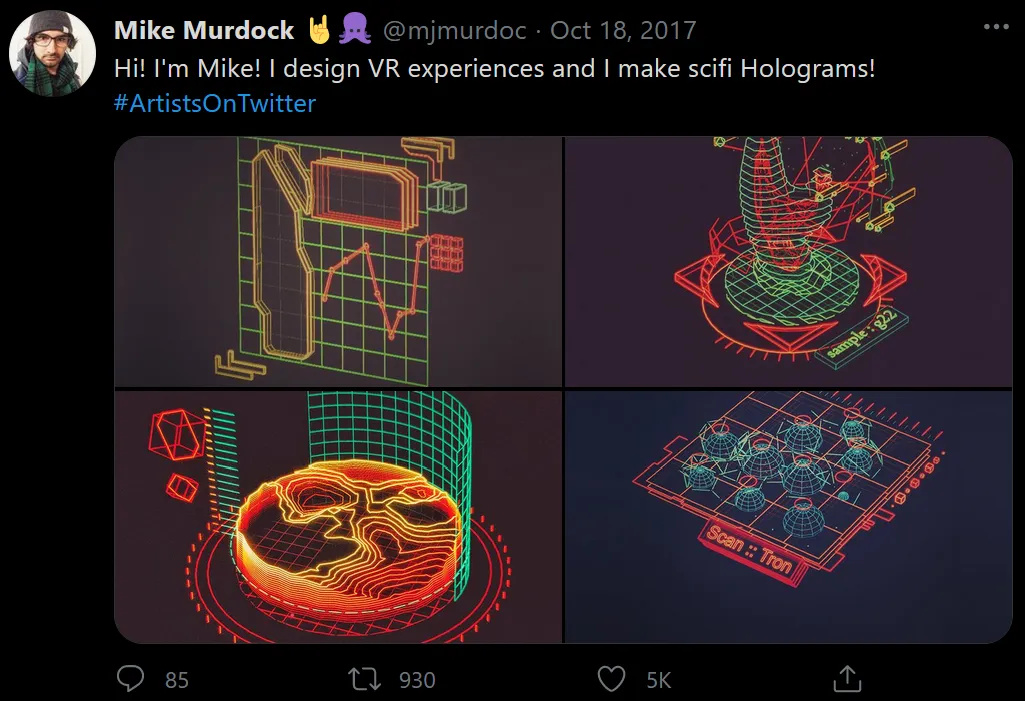 Mike Murdock 🤘🐙 @mjmurdoc · Oct 18, 2017
Hi! I'm Mike! I design VR experiences and I make scifi Holograms!
#ArtistsOnTwitter
sample : g22
Scan :: Tron
85 930 5K